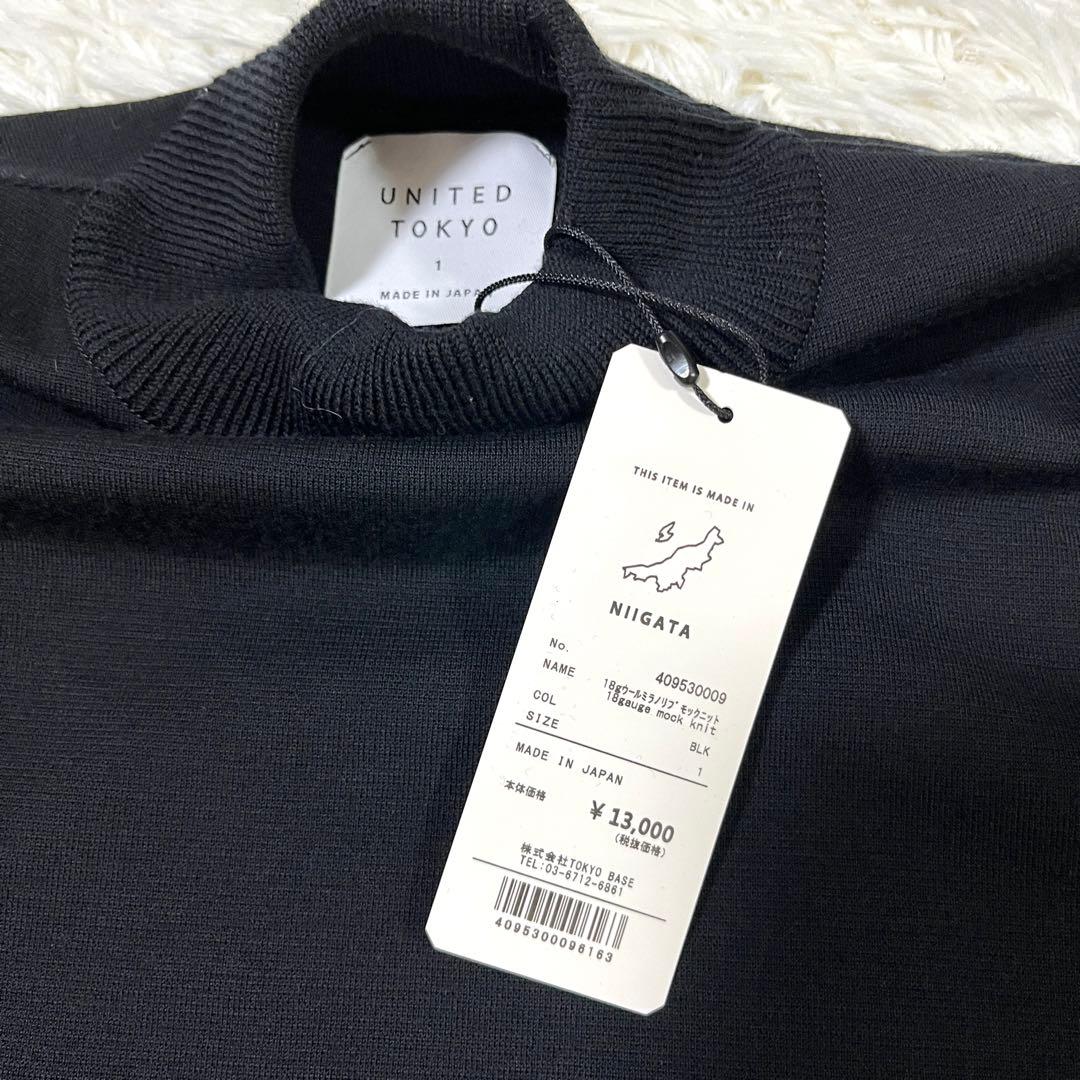 UNITED
TOKYO
1
MADE IN JAPA
THIS ITEM IS MADE IN
NIIGATA
No. 409530009
NAME 18gウールミラノリブモックニット
18gauge mock knit
COL BLK
SIZE 1
MADE IN JAPAN
本体価格 ¥13,000
(税抜価格)
株式会社TOKYO BASE
TEL:03-6712-6861
4095300096163